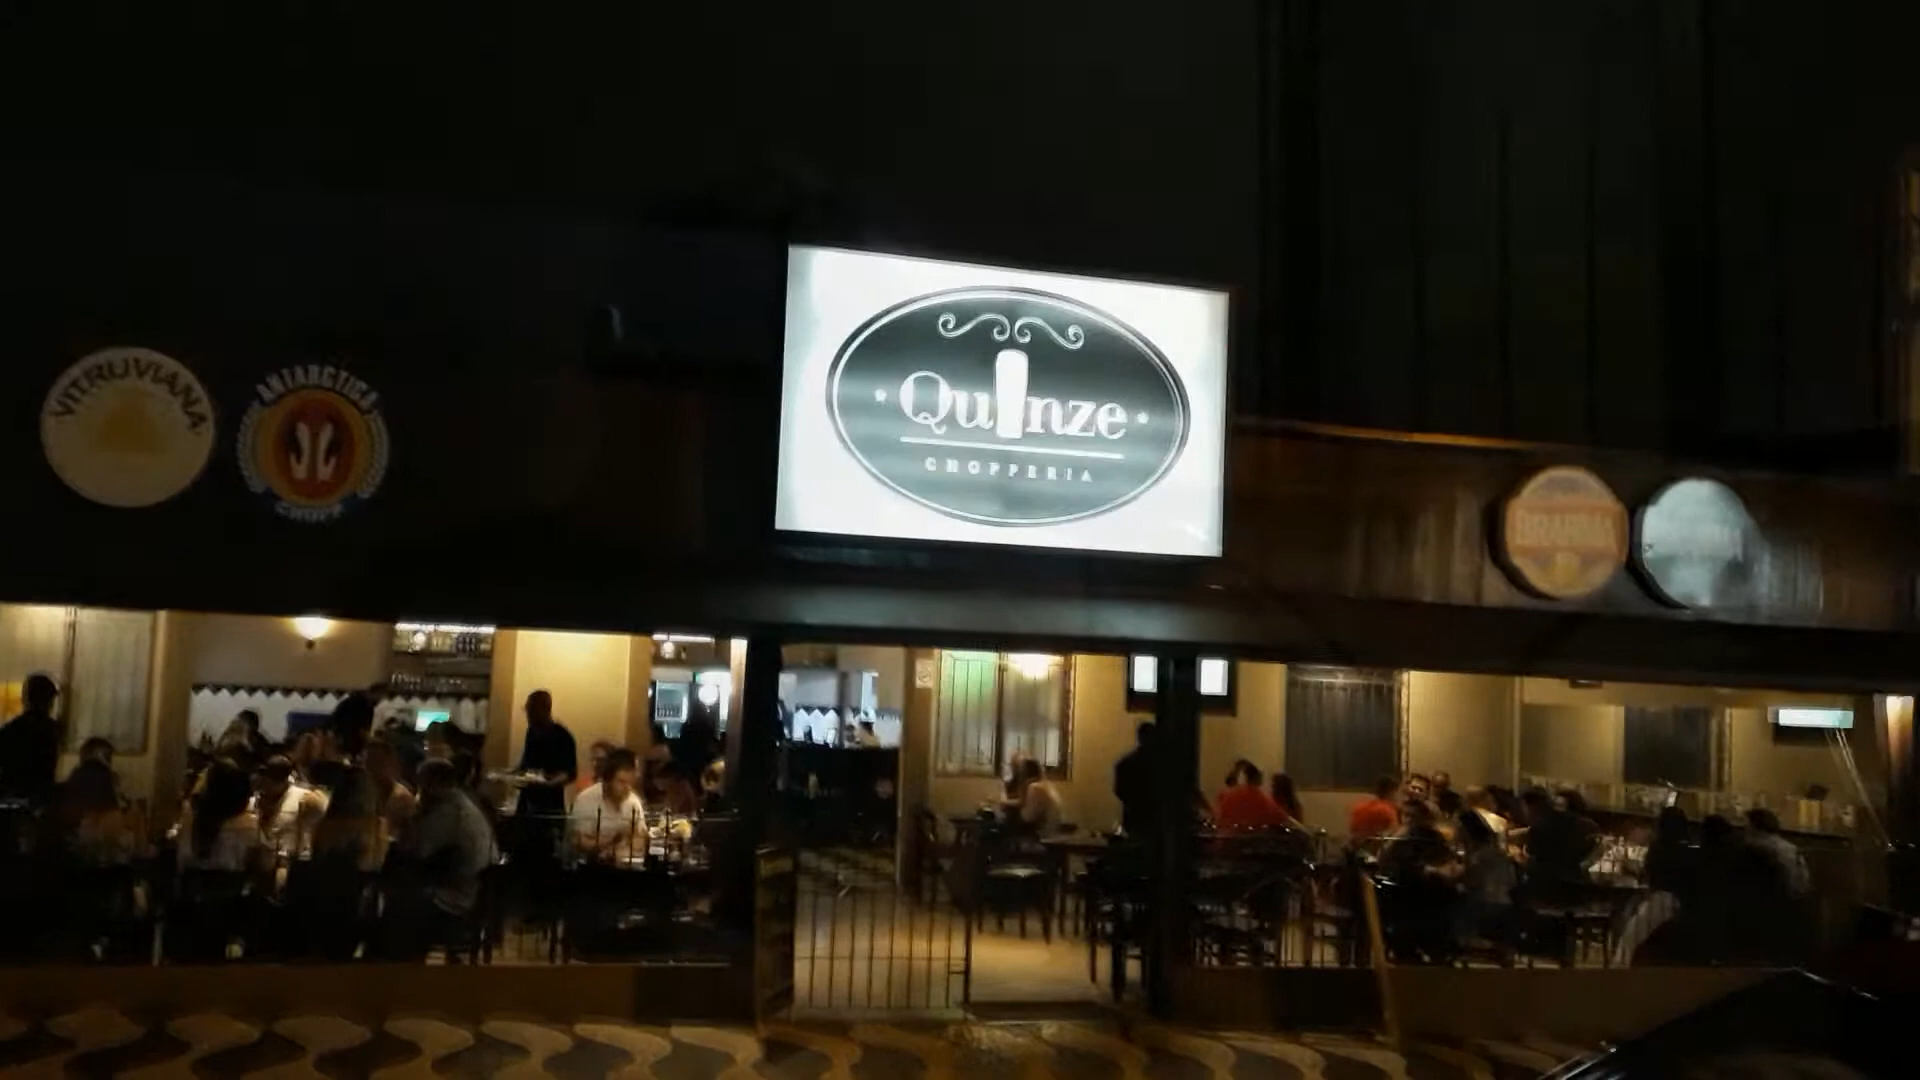 VITRUVIANA
ANTARCTICA
CHOPP
Quinze
CHOPPERIA
BRAHMA